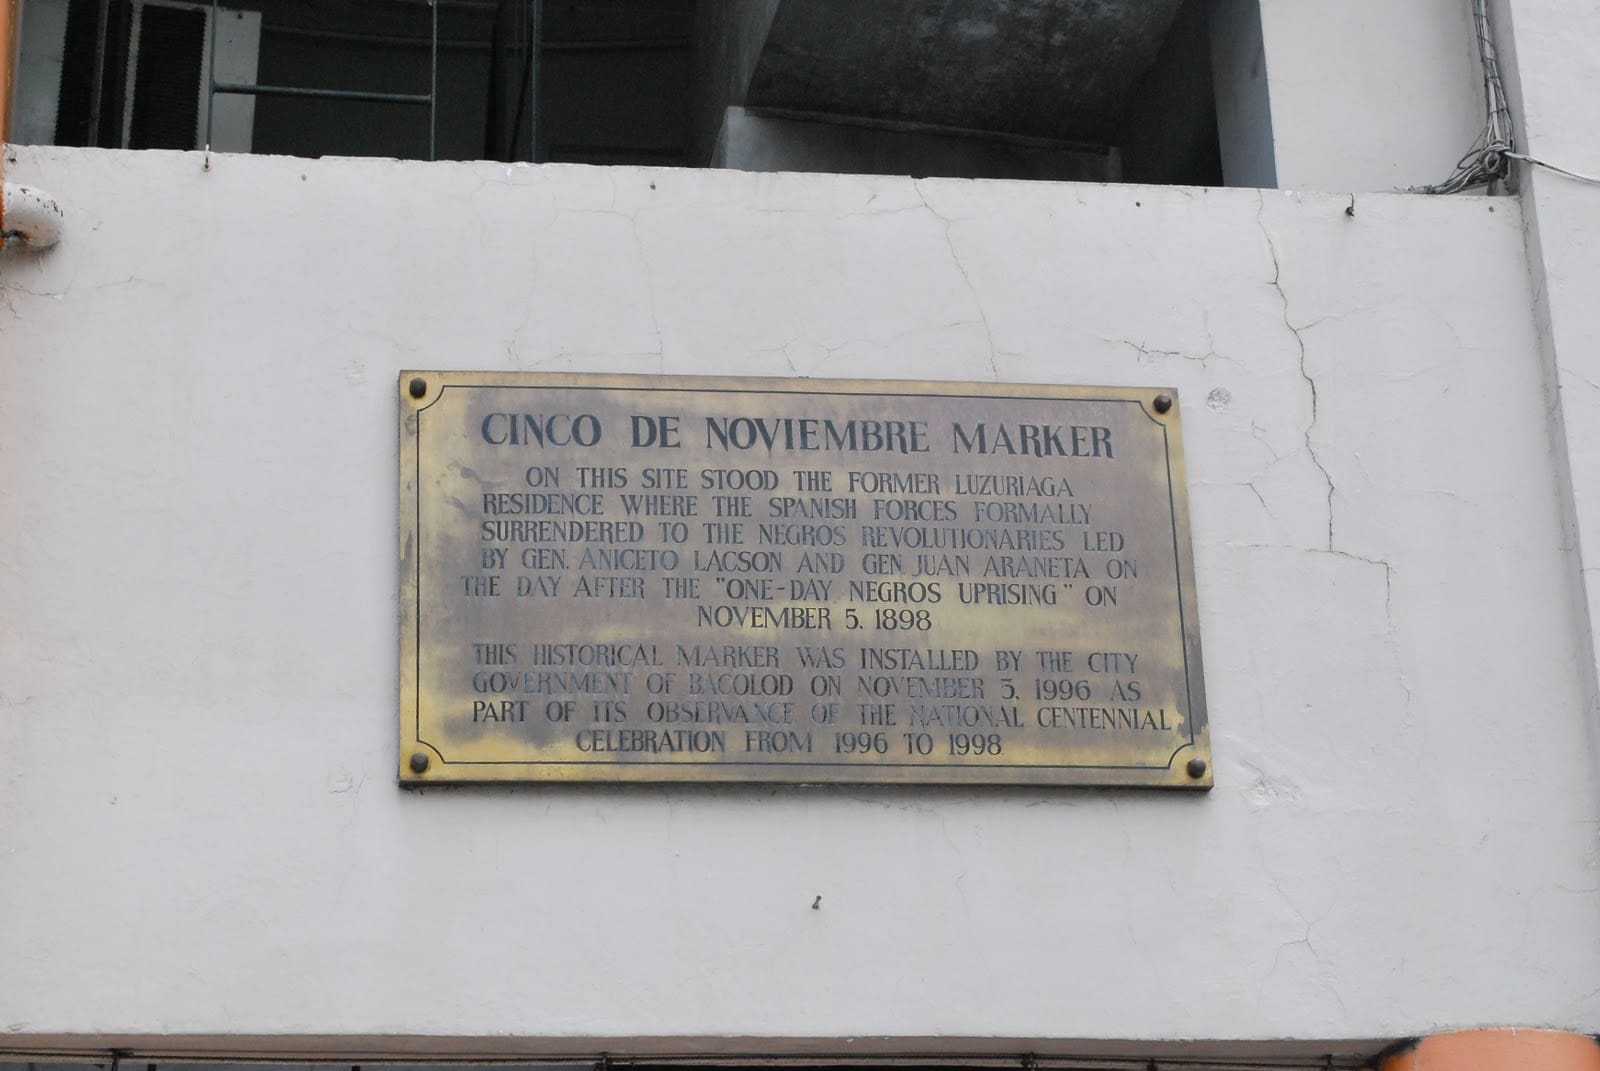 CINCO DE NOVIEMBRE MARKER
ON THIS SITE STOOD THE FORMER LUZURIAGA
RESIDENCE WHERE THE SPANISH FORCES FORMALLY
SURRENDERED TO THE NEGROS REVOLUTIONARIES LED
BY GEN. ANICETO LACSON AND GEN. JUAN ARANETA ON
THE DAY AFTER THE "ONE-DAY NEGROS UPRISING" ON
NOVEMBER 5, 1898
THIS HISTORICAL MARKER WAS INSTALLED BY THE CITY
GOVERNMENT OF BACOLOD ON NOVEMBER 5, 1996 AS
PART OF ITS OBSERVANCE OF THE NATIONAL CENTENNIAL
CELEBRATION FROM 1996 TO 1998.